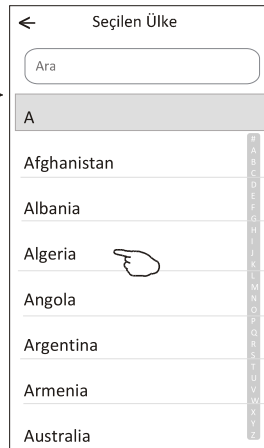 Seçilen Ülke
Ara
A
Afghanistan
Albania
Algeria
Angola
Argentina
Armenia
Australia
#
A
B
C
D
E
F
G
H
I
J
K
L
M
N
O
P
Q
R
S
T
U
V
W
X
Y
Z